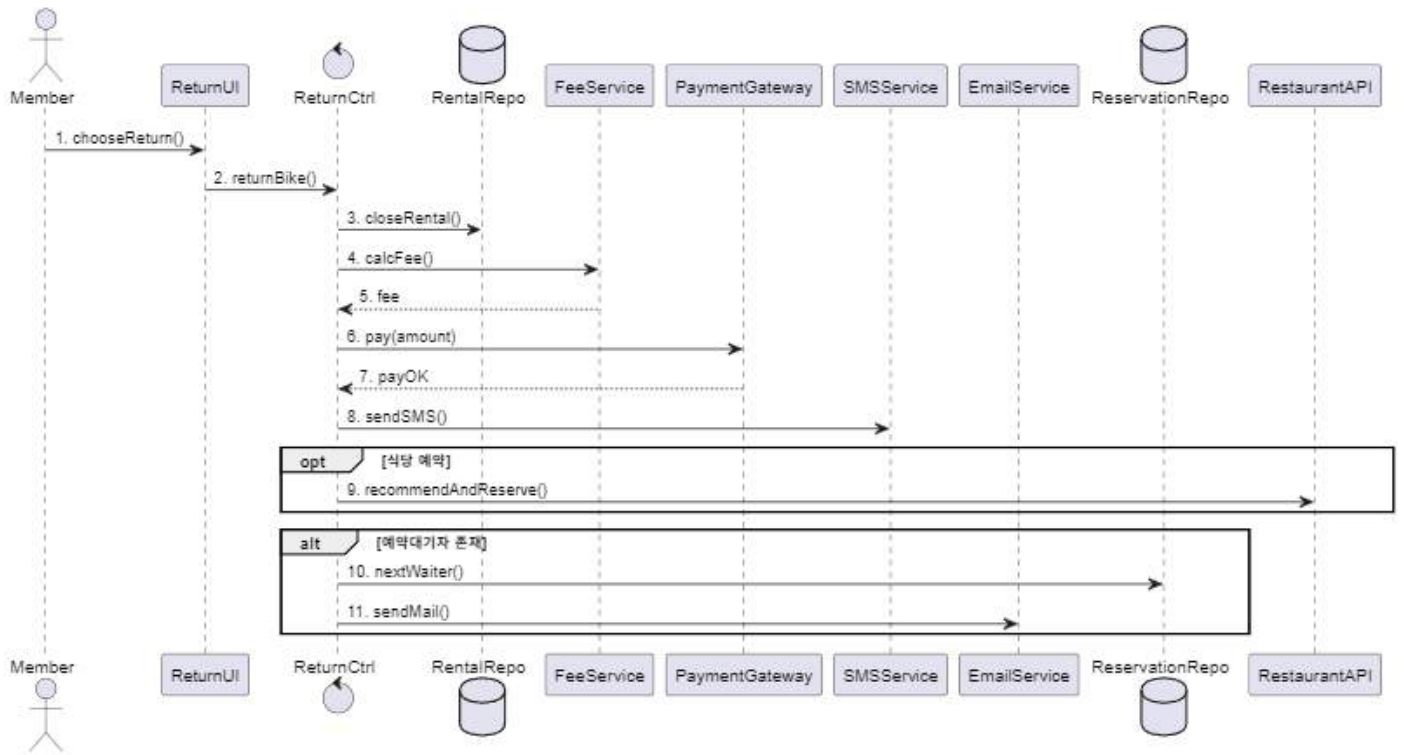 Member
ReturnUI
ReturnCtrl
RentalRepo
FeeService
PaymentGateway
SMSService
EmailService
ReservationRepo
RestaurantAPI
1. chooseReturn()
2. returnBike()
3. closeRental()
4. calcFee()
5. fee
6. pay(amount)
7. payOK
8. sendSMS()
opt [식당 예약]
9. recommendAndReserve()
alt [예약대기자 존재]
10. nextWaiter()
11. sendMail()
Member
ReturnUI
ReturnCtrl
RentalRepo
FeeService
PaymentGateway
SMSService
EmailService
ReservationRepo
RestaurantAPI